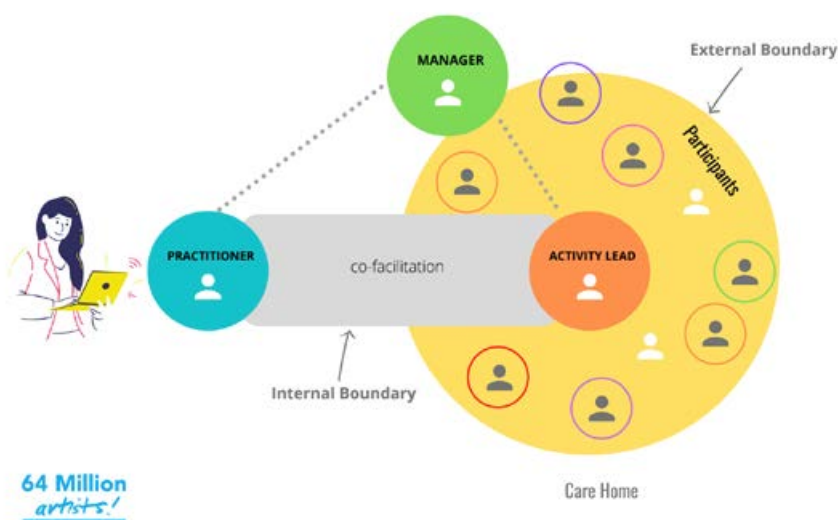 MANAGER
External Boundary
Participants
PRACTITIONER
co-facilitation
ACTIVITY LEAD
Internal Boundary
64 Million
artists!
Care Home